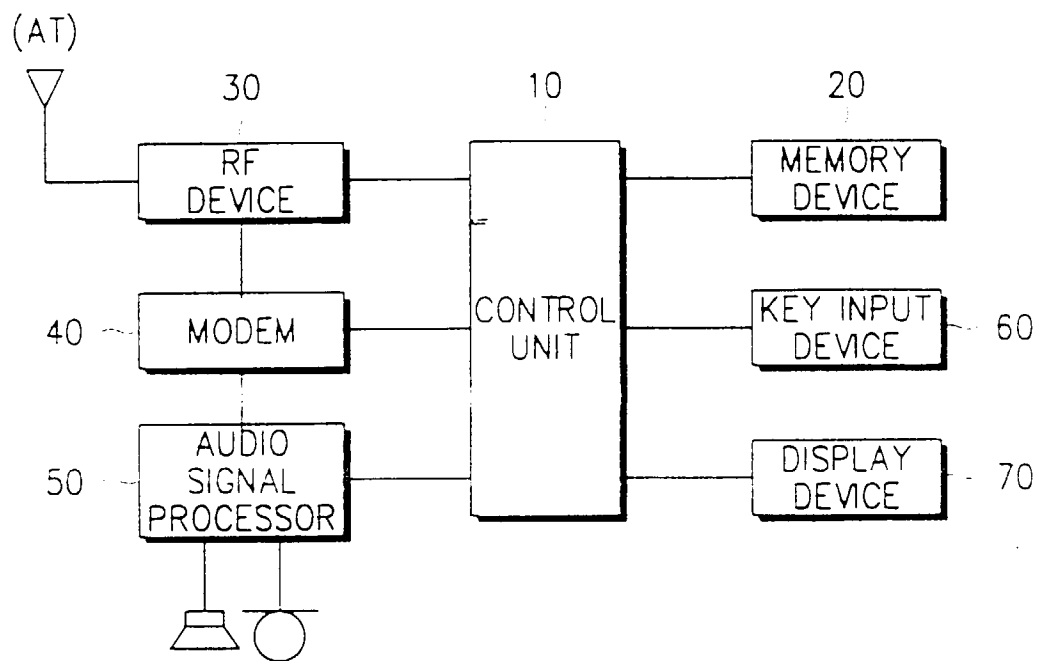 (AT)
30
10
20
RF
DEVICE
MEMORY
DEVICE
40
MODEM
CONTROL
UNIT
KEY INPUT
DEVICE
60
50
AUDIO
SIGNAL
PROCESSOR
DISPLAY
DEVICE
70